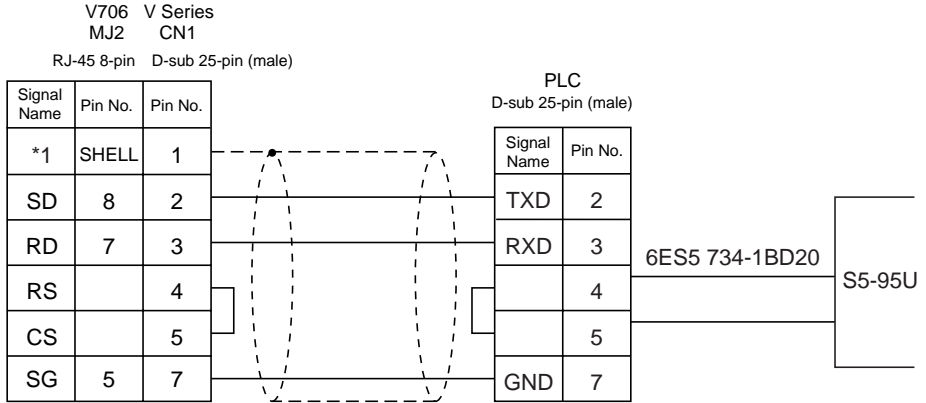 V706 V Series
MJ2 CN1
RJ-45 8-pin D-sub 25-pin (male)
Signal Name Pin No. Pin No.
*1 SHELL 1
SD 8 2
RD 7 3
RS 4
CS 5
SG 5 7
PLC
D-sub 25-pin (male)
Signal Name Pin No.
TXD 2
RXD 3
4
5
GND 7
6ES5 734-1BD20
S5-95U